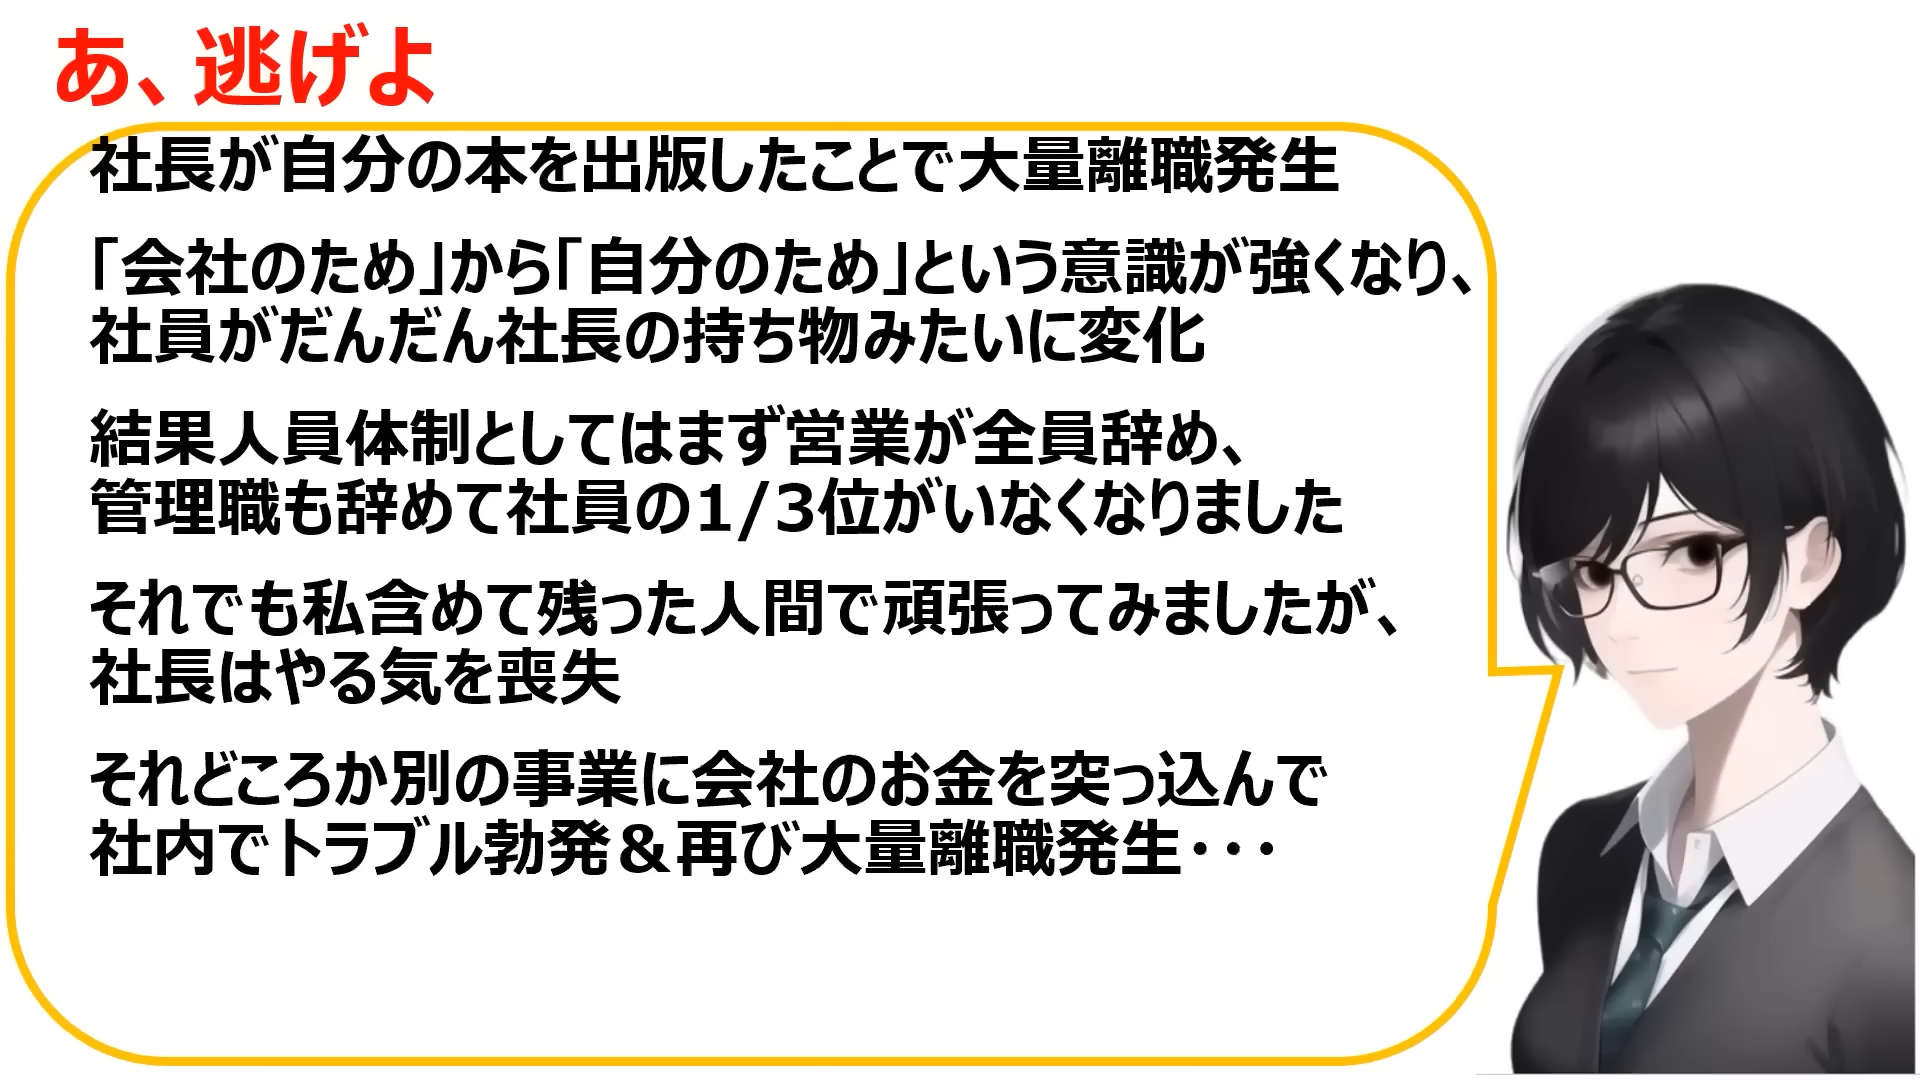 あ、逃げよ
社長が自分の本を出版したことで大量離職発生
「会社のため」から「自分のため」という意識が強くなり、
社員がだんだん社長の持ち物みたいに変化
結果人員体制としてはまず営業が全員辞め、
管理職も辞めて社員の1/3位がいなくなりました
それでも私含めて残った人間で頑張ってみましたが、
社長はやる気を喪失
それどころか別の事業に会社のお金を突っ込んで
社内でトラブル勃発＆再び大量離職発生・・・